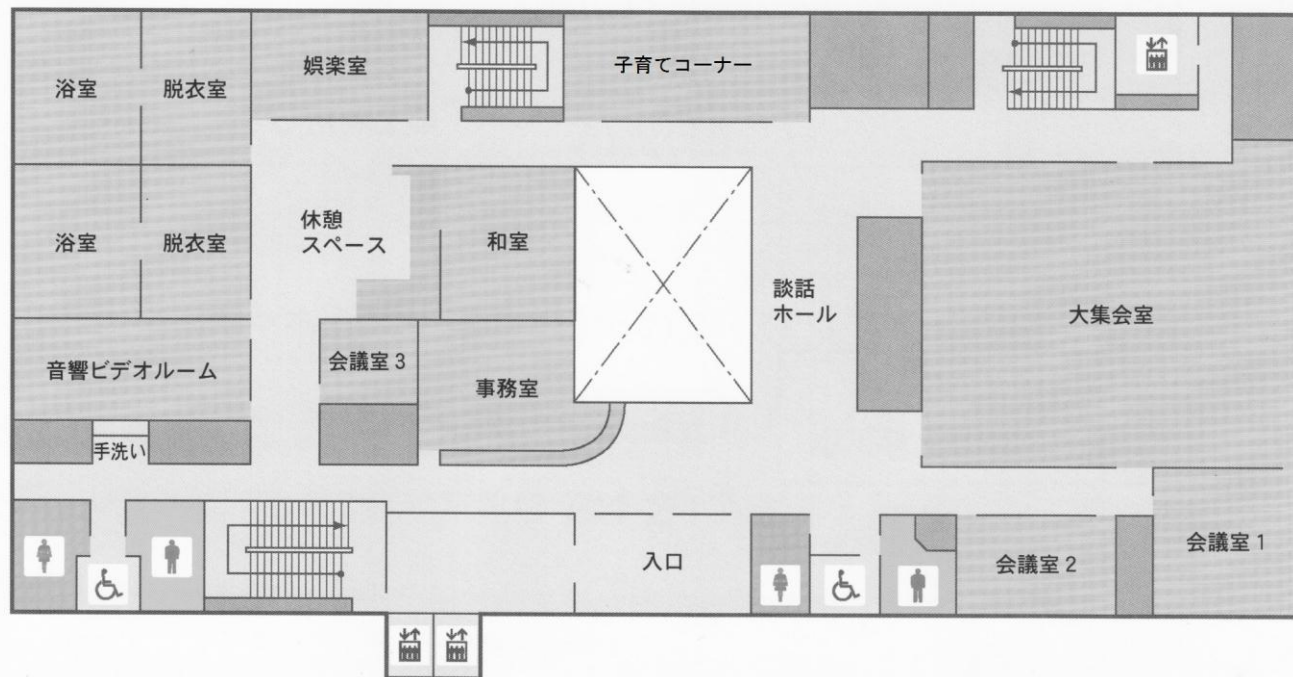 娯楽室
子育てコーナー
浴室
脱衣室
休憩
スペース
和室
浴室
脱衣室
談話
ホール
大集会室
会議室 3
音響ビデオルーム
事務室
手洗い
入口
会議室 2
会議室 1